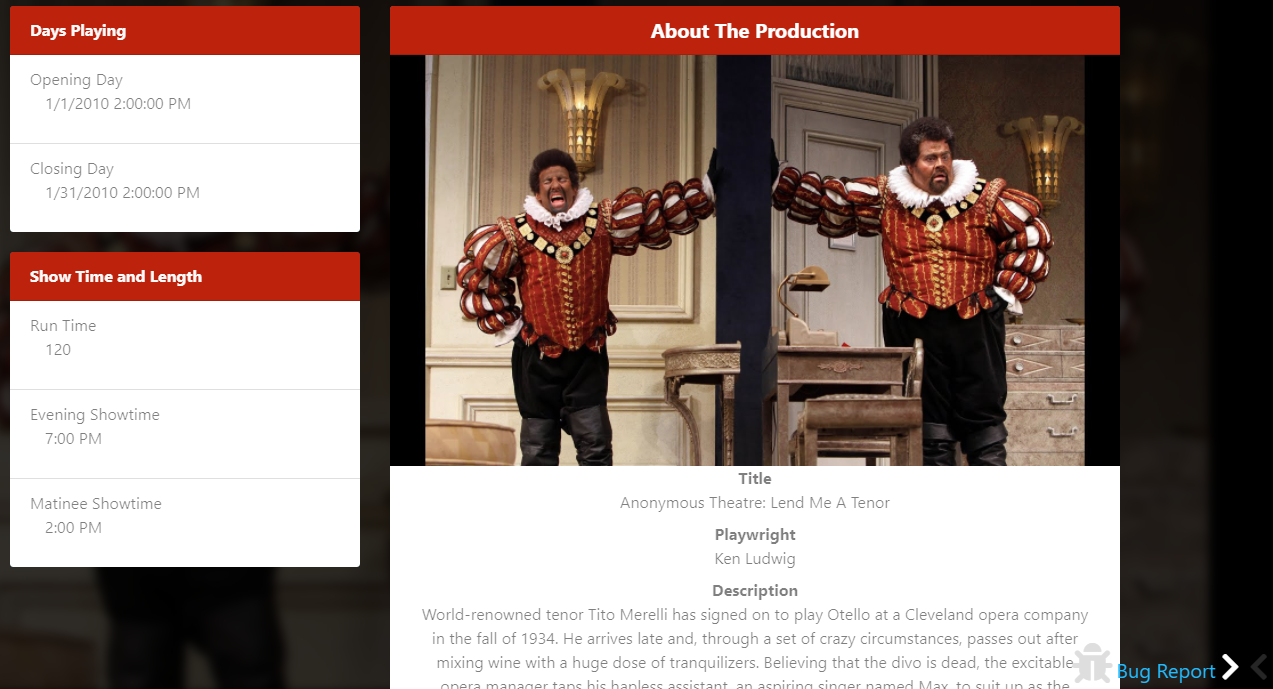 Days Playing
Opening Day
1/1/2010 2:00:00 PM
Closing Day
1/31/2010 2:00:00 PM
Show Time and Length
Run Time
120
Evening Showtime
7:00 PM
Matinee Showtime
2:00 PM
About The Production
Title
Anonymous Theatre: Lend Me A Tenor
Playwright
Ken Ludwig
Description
World-renowned tenor Tito Merelli has signed on to play Otello at a Cleveland opera company
in the fall of 1934. He arrives late and, through a set of crazy circumstances, passes out after
mixing wine with a huge dose of tranquilizers. Believing that the divo is dead, the excitable
opera manager taps his hapless assistant, an aspiring singer named Max, to suit up as the
Bug Report